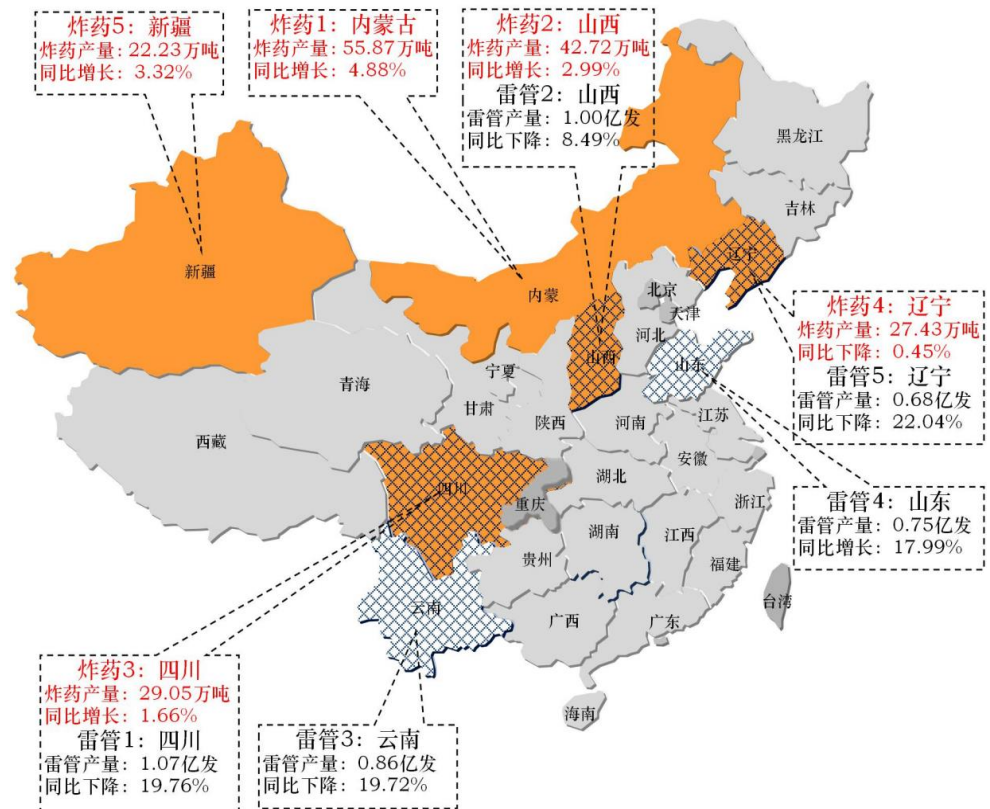 炸药5：新疆
炸药产量：22.23万吨
同比增长：3.32%
炸药1：内蒙古
炸药产量：55.87万吨
同比增长：4.88%
炸药2：山西
炸药产量：42.72万吨
同比增长：2.99%
雷管2：山西
雷管产量：1.00亿发
同比下降：8.49%
黑龙江
吉林
辽宁
新疆
内蒙
北京
天津
河北
山西
山东
宁夏
青海
甘肃
陕西
河南
江苏
西藏
安徽
湖北
四川
重庆
浙江
湖南
江西
贵州
福建
云南
广西
广东
台湾
海南
炸药4：辽宁
炸药产量：27.43万吨
同比下降：0.45%
雷管5：辽宁
雷管产量：0.68亿发
同比下降：22.04%
雷管4：山东
雷管产量：0.75亿发
同比增长：17.99%
炸药3：四川
炸药产量：29.05万吨
同比增长：1.66%
雷管1：四川
雷管产量：1.07亿发
同比下降：19.76%
雷管3：云南
雷管产量：0.86亿发
同比下降：19.72%